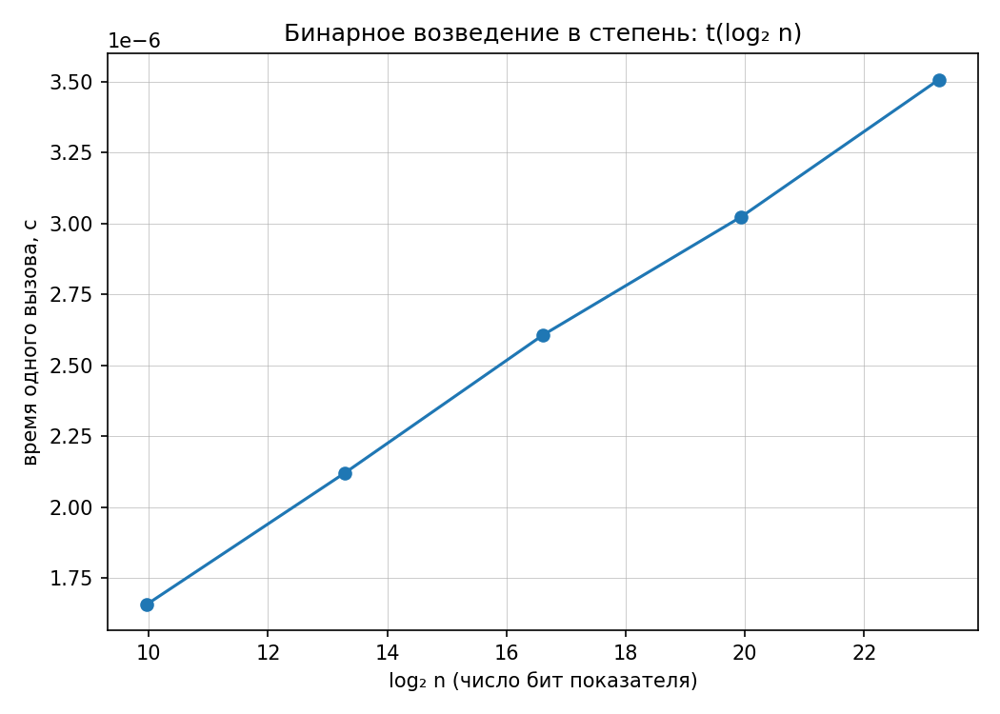 Бинарное возведение в степень: t(log₂ n)
1e−6
3.50
3.25
3.00
2.75
2.50
2.25
2.00
1.75
время одного вызова, с
10 12 14 16 18 20 22
log₂ n (число бит показателя)